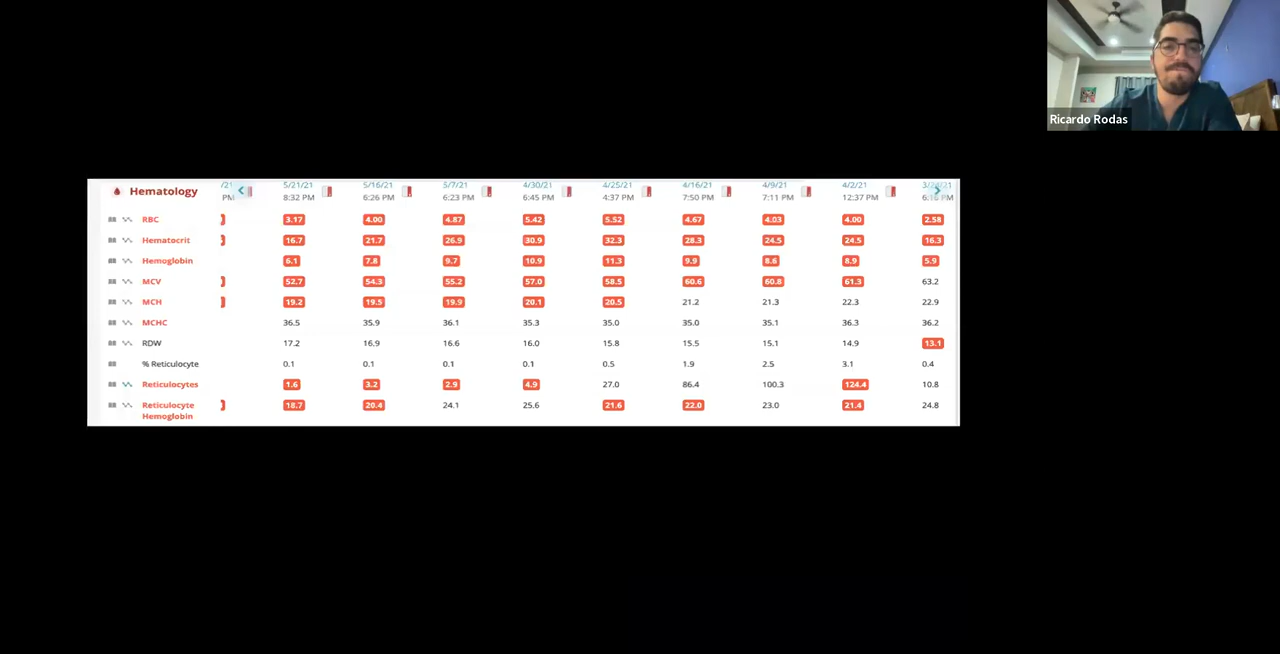 Ricardo Rodas
Hematology /21 5/21/21 5/16/21 5/7/21 4/30/21 4/25/21 4/16/21 4/9/21 4/2/21
PM 8:32 PM 6:26 PM 6:23 PM 6:45 PM 4:37 PM 7:50 PM 7:11 PM 12:37 PM
RBC 3.17 4.00 4.87 5.42 5.52 4.67 4.03 4.00 2.58
Hematocrit 16.7 21.7 26.9 30.9 32.3 28.3 24.5 24.5 16.3
Hemoglobin 6.1 7.8 9.7 10.9 11.3 9.9 8.6 8.9 5.9
MCV 52.7 54.3 55.2 57.0 58.5 60.6 60.8 61.3 63.2
MCH 19.2 19.5 19.9 20.1 20.5 21.2 21.3 22.3 22.9
MCHC 36.5 35.9 36.1 35.3 35.0 35.0 35.1 36.3 36.2
RDW 17.2 16.9 16.6 16.0 15.8 15.5 15.1 14.9 13.1
% Reticulocyte 0.1 0.1 0.1 0.1 0.5 1.9 2.5 3.1 0.4
Reticulocytes 1.6 3.2 2.9 4.9 27.0 86.4 100.3 124.4 10.8
Reticulocyte 18.7 20.4 24.1 25.6 21.6 22.0 23.0 21.4 24.8
Hemoglobin